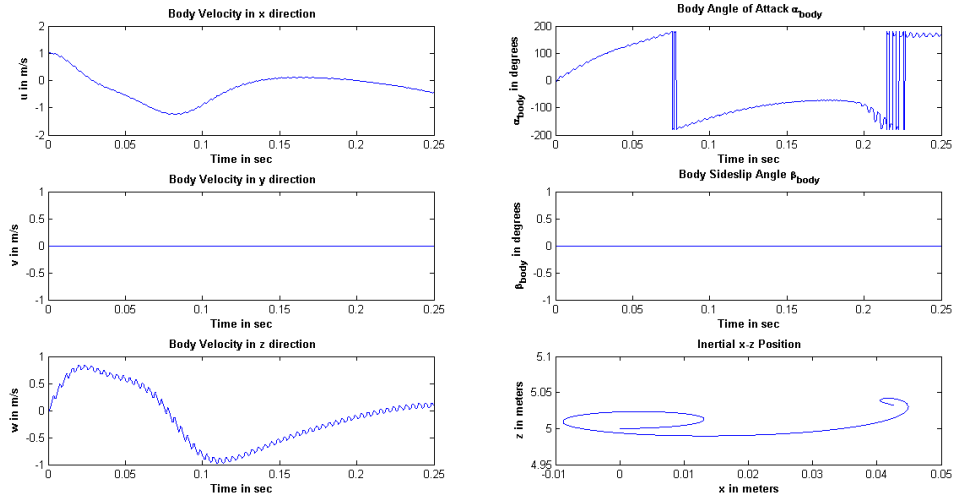 Body Velocity in x direction
2
1
0
-1
-2
u in m/s
0 0.05 0.1 0.15 0.2 0.25
Time in sec
Body Angle of Attack α_body
200
100
0
-100
-200
α_body in degrees
0 0.05 0.1 0.15 0.2 0.25
Time in sec
Body Velocity in y direction
1
0.5
0
-0.5
-1
v in m/s
0 0.05 0.1 0.15 0.2 0.25
Time in sec
Body Sideslip Angle β_body
1
0.5
0
-0.5
-1
β_body in degrees
0 0.05 0.1 0.15 0.2 0.25
Time in sec
Body Velocity in z direction
1
0.5
0
-0.5
-1
w in m/s
0 0.05 0.1 0.15 0.2 0.25
Time in sec
Inertial x-z Position
5.1
5.05
5
4.95
z in meters
-0.01 0 0.01 0.02 0.03 0.04 0.05
x in meters